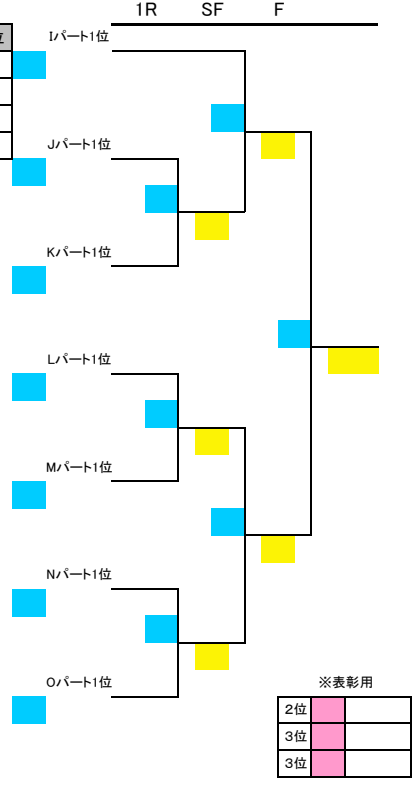 1R SF F
位
Iパート1位
Jパート1位
Kパート1位
Lパート1位
Mパート1位
Nパート1位
Oパート1位
※表彰用
2位
3位
3位